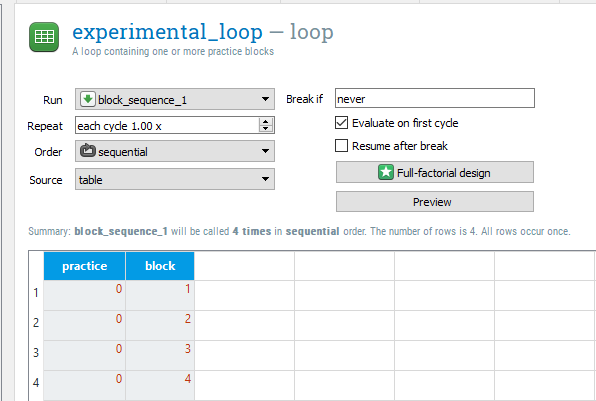 experimental_loop – loop
A loop containing one or more practice blocks
Run block_sequence_1 Break if never
Repeat each cycle 1.00 x Evaluate on first cycle
Order sequential Resume after break
Source table Full-factorial design
Preview
Summary: block_sequence_1 will be called 4 times in sequential order. The number of rows is 4. All rows occur once.
practice block
1 0 1
2 0 2
3 0 3
4 0 4